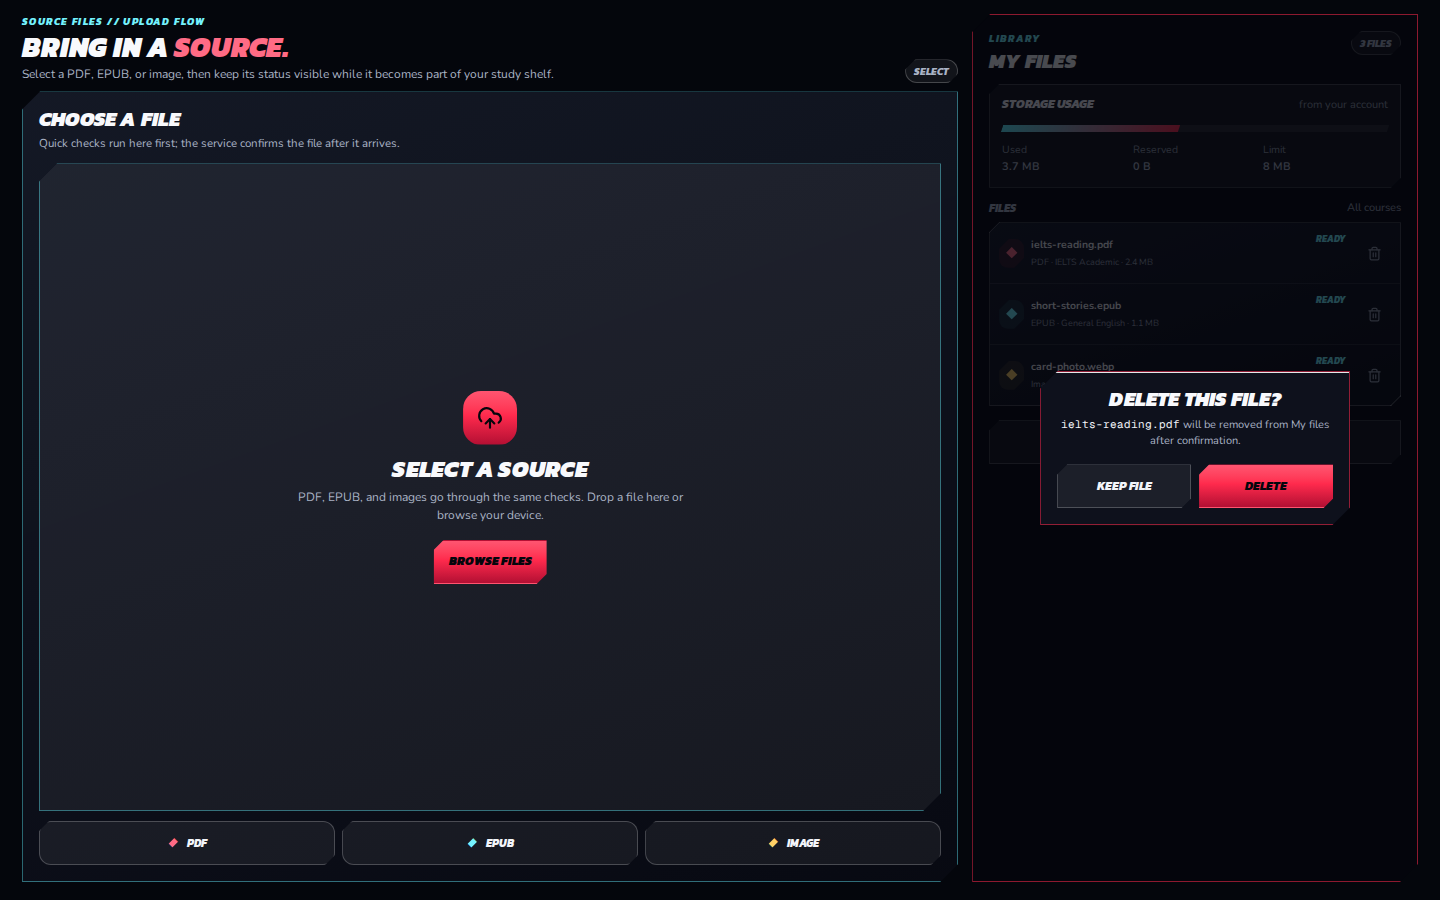 SOURCE FILES // UPLOAD FLOW
BRING IN A SOURCE.
Select a PDF, EPUB, or image, then keep its status visible while it becomes part of your study shelf.
SELECT
CHOOSE A FILE
Quick checks run here first; the service confirms the file after it arrives.
SELECT A SOURCE
PDF, EPUB, and images go through the same checks. Drop a file here or
browse your device.
BROWSE FILES
PDF
EPUB
IMAGE
LIBRARY
MY FILES
3 FILES
STORAGE USAGE
from your account
Used
Reserved
Limit
3.7 MB
0 B
8 MB
FILES
All courses
ielts-reading.pdf
PDF · IELTS Academic · 2.4 MB
READY
short-stories.epub
EPUB · General English · 1.1 MB
READY
card-photo.webp
READY
DELETE THIS FILE?
ielts-reading.pdf will be removed from My files
after confirmation.
KEEP FILE
DELETE